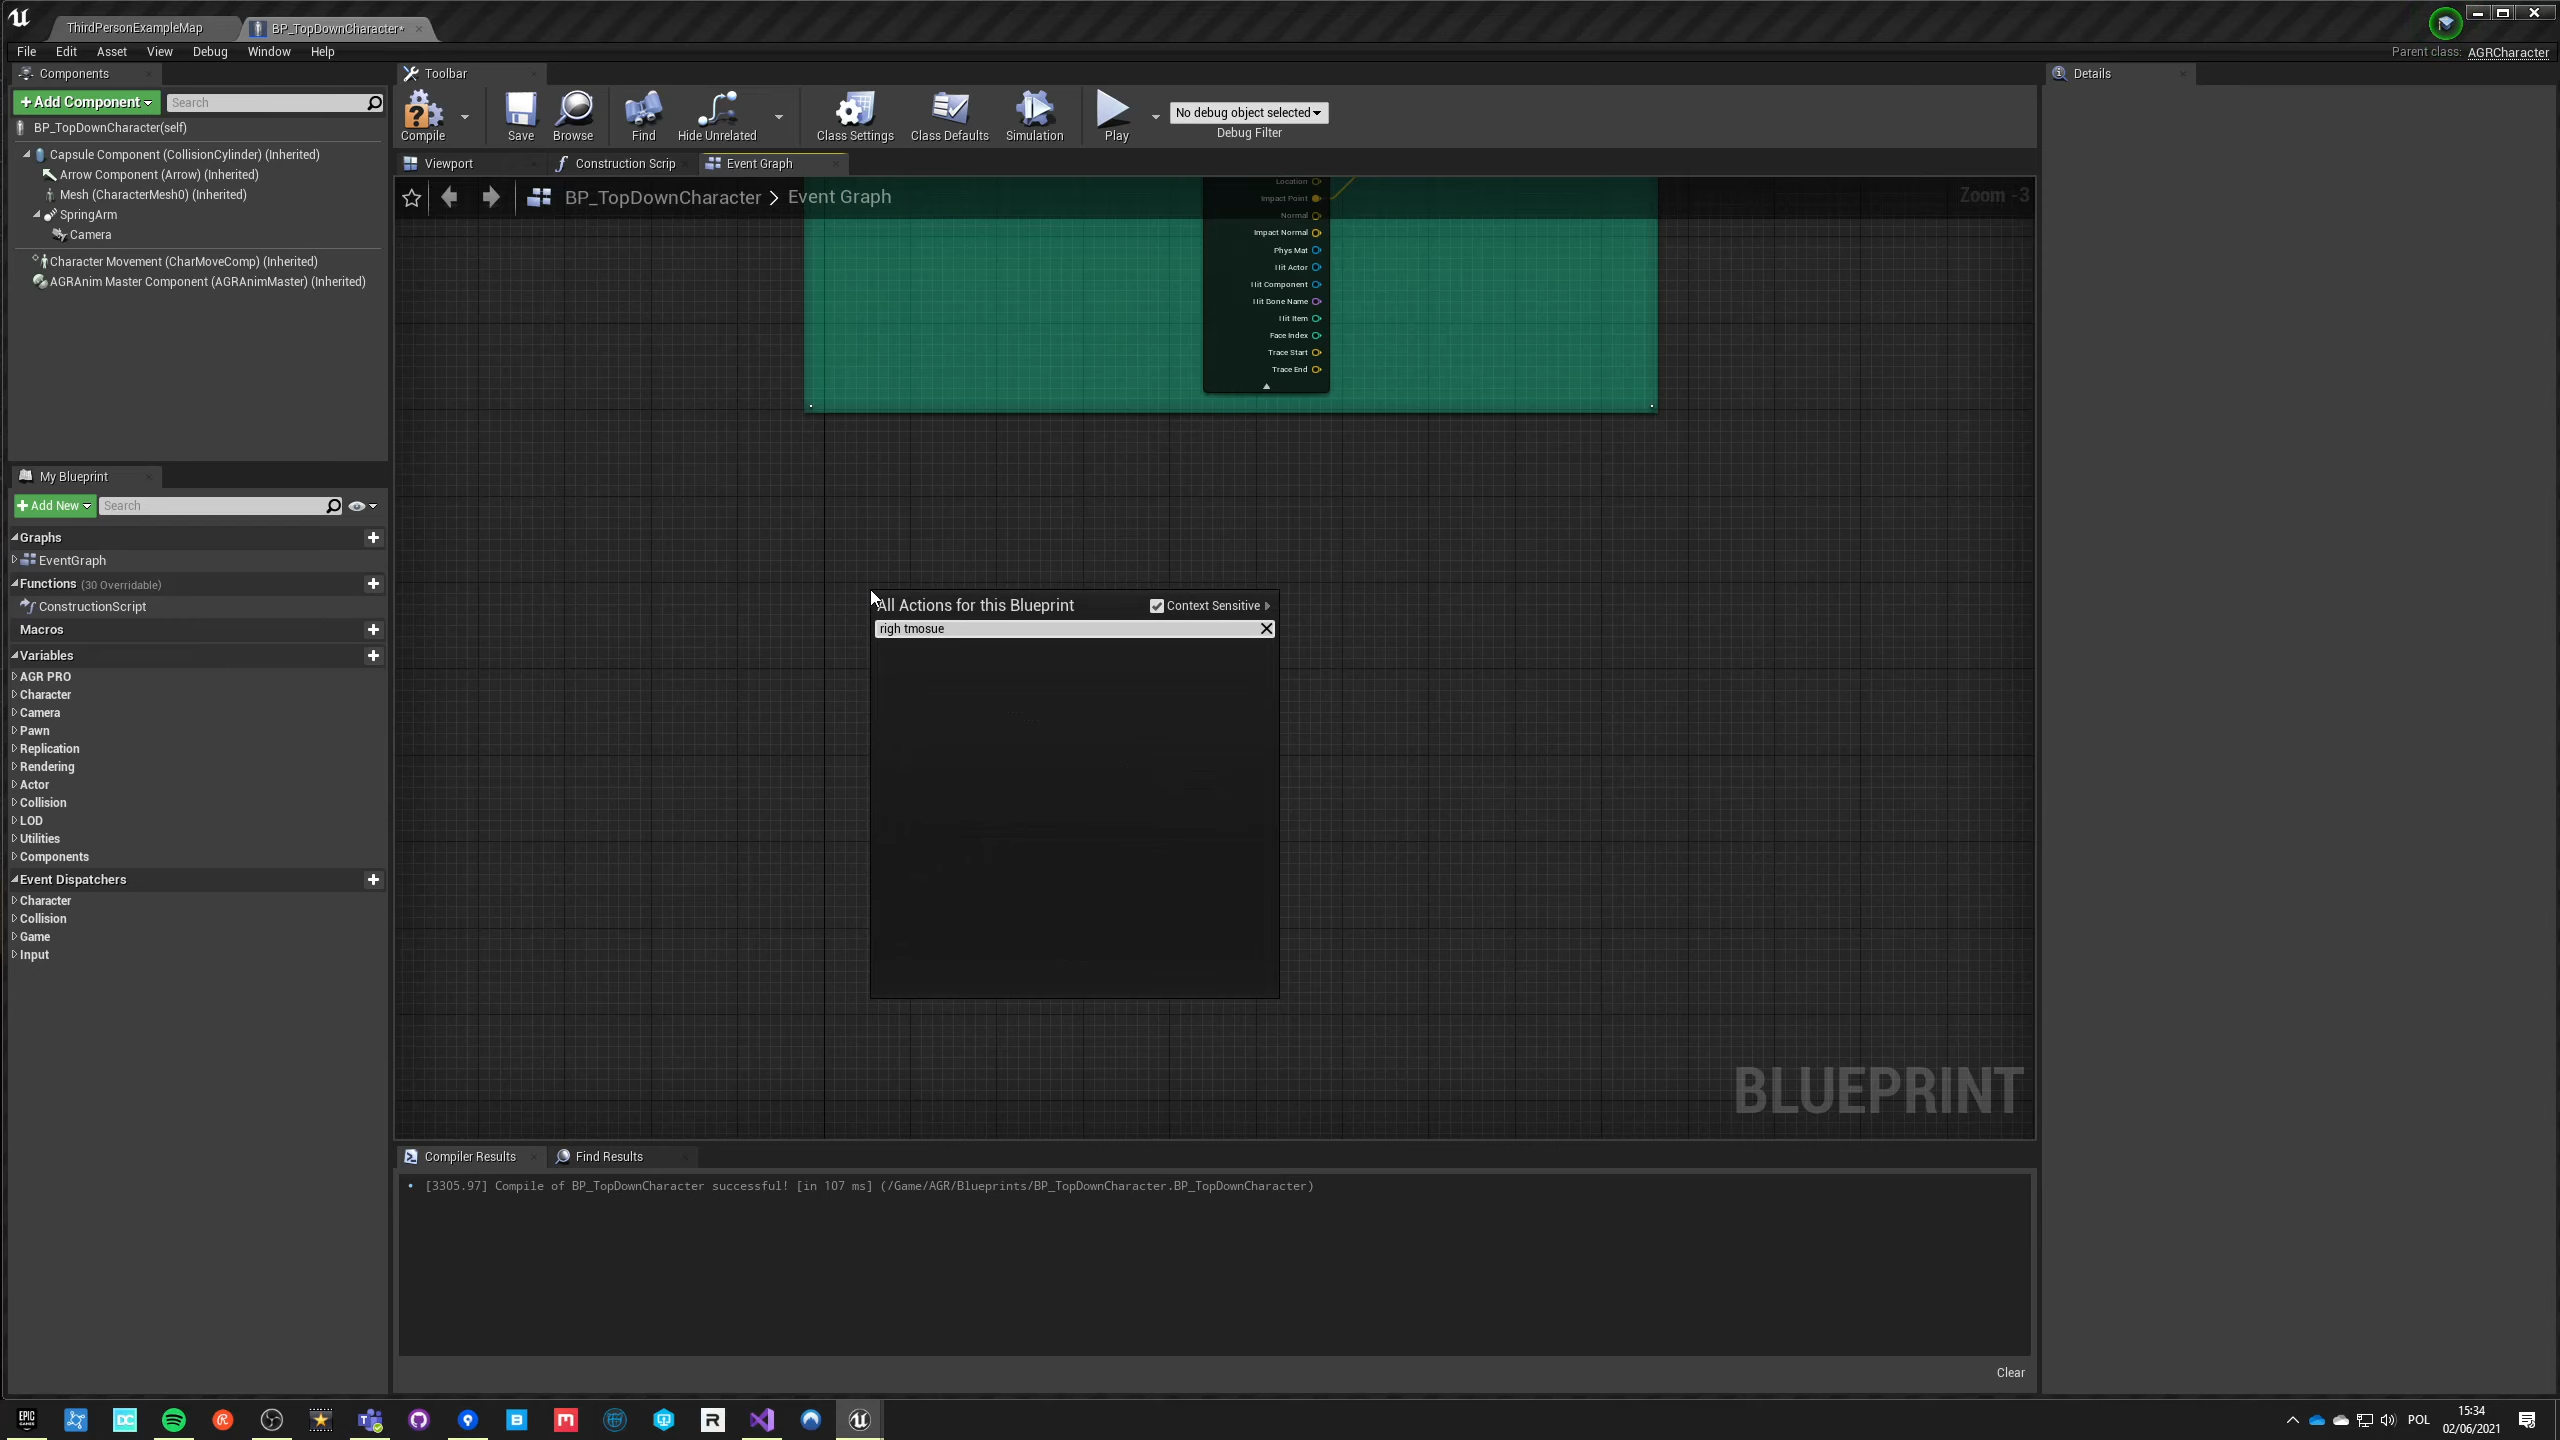 ThirdPersonExampleMap
BP_TopDownCharacter*
File
Edit
Asset
View
Debug
Window
Help
Parent class: AGRCharacter
Components
+Add Component
Search
BP_TopDownCharacter(self)
Capsule Component (CollisionCylinder) (Inherited)
Arrow Component (Arrow) (Inherited)
Mesh (CharacterMesh0) (Inherited)
SpringArm
Camera
Character Movement (CharMoveComp) (Inherited)
AGRAnim Master Component (AGRAnimMaster) (Inherited)
My Blueprint
+Add New
Search
Graphs
EventGraph
Functions (30 Overridable)
ConstructionScript
Macros
Variables
AGR PRO
Character
Camera
Pawn
Replication
Rendering
Actor
Collision
LOD
Utilities
Components
Event Dispatchers
Character
Collision
Game
Input
Toolbar
Compile
Save
Browse
Find
Hide Unrelated
Class Settings
Class Defaults
Simulation
Play
No debug object selected
Debug Filter
Viewport
Construction Scrip
Event Graph
BP_TopDownCharacter > Event Graph
Zoom -3
Location
Impact Point
Normal
Impact Normal
Phys Mat
Hit Actor
Hit Component
Hit Bone Name
Hit Item
Face Index
Trace Start
Trace End
All Actions for this Blueprint
Context Sensitive
righ tmosue
BLUEPRINT
Compiler Results
Find Results
[3305.97] Compile of BP_TopDownCharacter successful! [in 107 ms] (/Game/AGR/Blueprints/BP_TopDownCharacter.BP_TopDownCharacter)
Clear
Details
EPIC
GAMES
DC
B
R
POL
15:34
02/06/2021